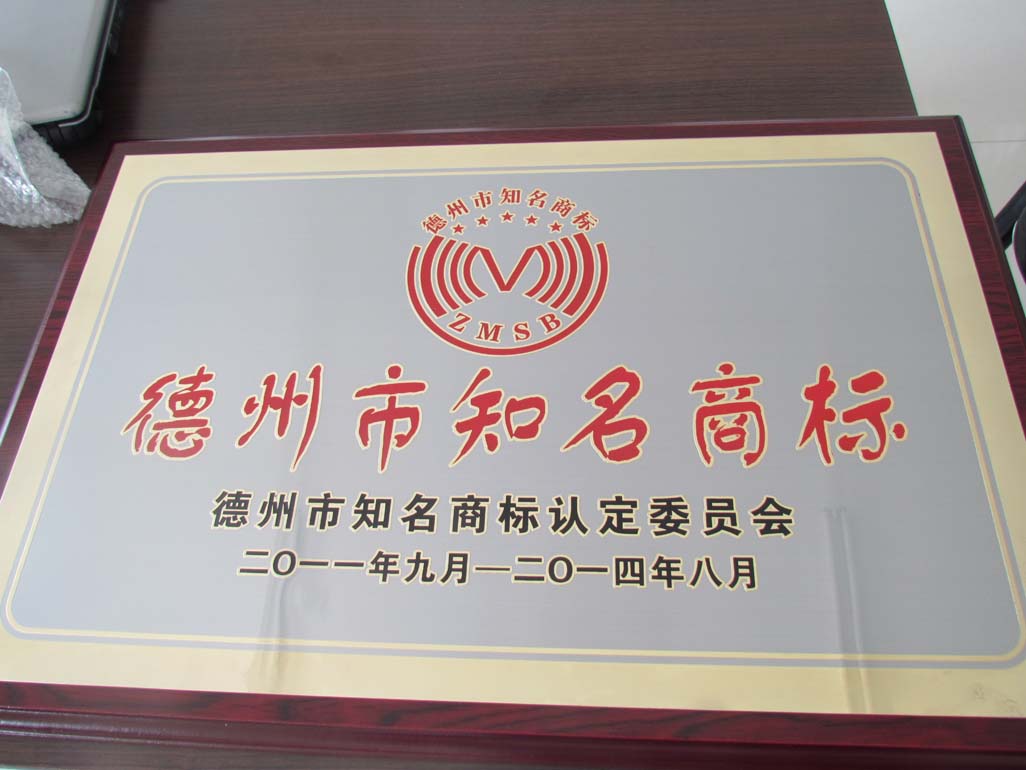 德州市知名商标
ZMSB
德州市知名商标
德州市知名商标认定委员会
二〇一一年九月—二〇一四年八月